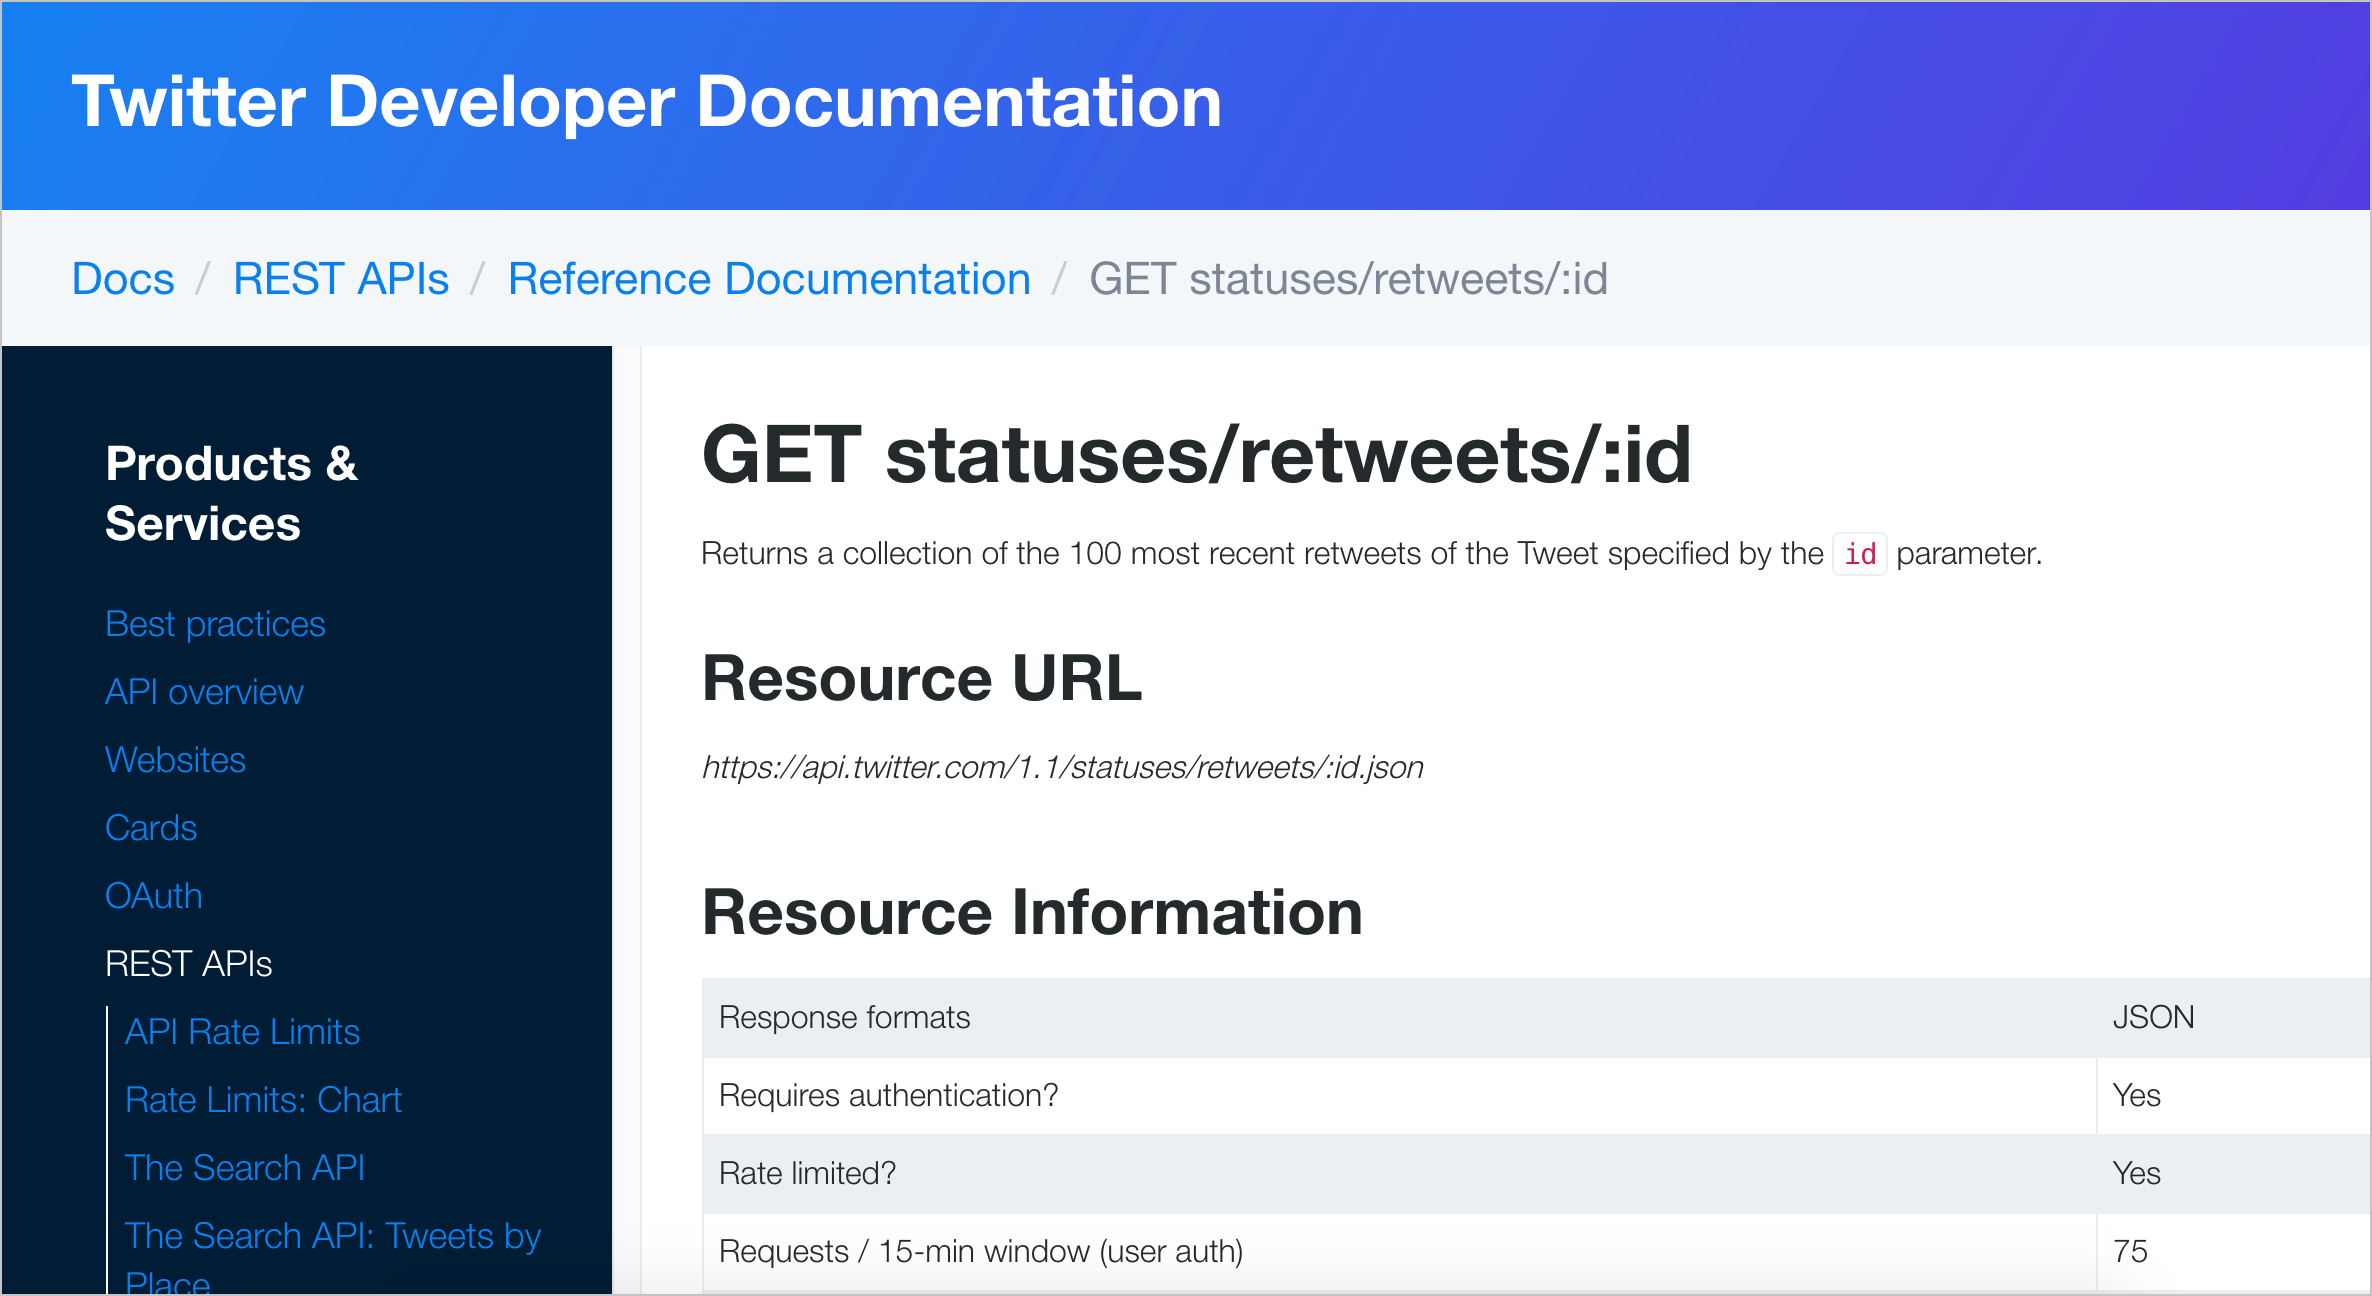 Twitter Developer Documentation
Docs / REST APIs / Reference Documentation / GET statuses/retweets/:id
Products &
Services
Best practices
API overview
Websites
Cards
OAuth
REST APIs
API Rate Limits
Rate Limits: Chart
The Search API
The Search API: Tweets by
Place
GET statuses/retweets/:id
Returns a collection of the 100 most recent retweets of the Tweet specified by the id parameter.
Resource URL
https://api.twitter.com/1.1/statuses/retweets/:id.json
Resource Information
Response formats JSON
Requires authentication? Yes
Rate limited? Yes
Requests / 15-min window (user auth) 75